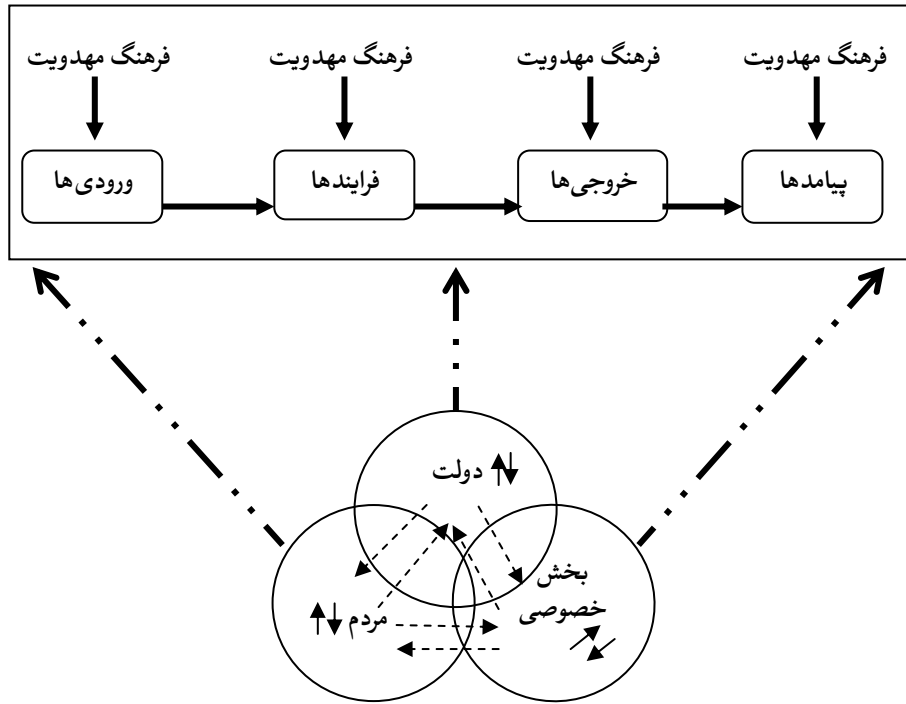 فرهنگ مهدویت
فرهنگ مهدویت
فرهنگ مهدویت
فرهنگ مهدویت
ورودی‌ها
فرایندها
خروجی‌ها
پیامدها
دولت
بخش
خصوصی
مردم